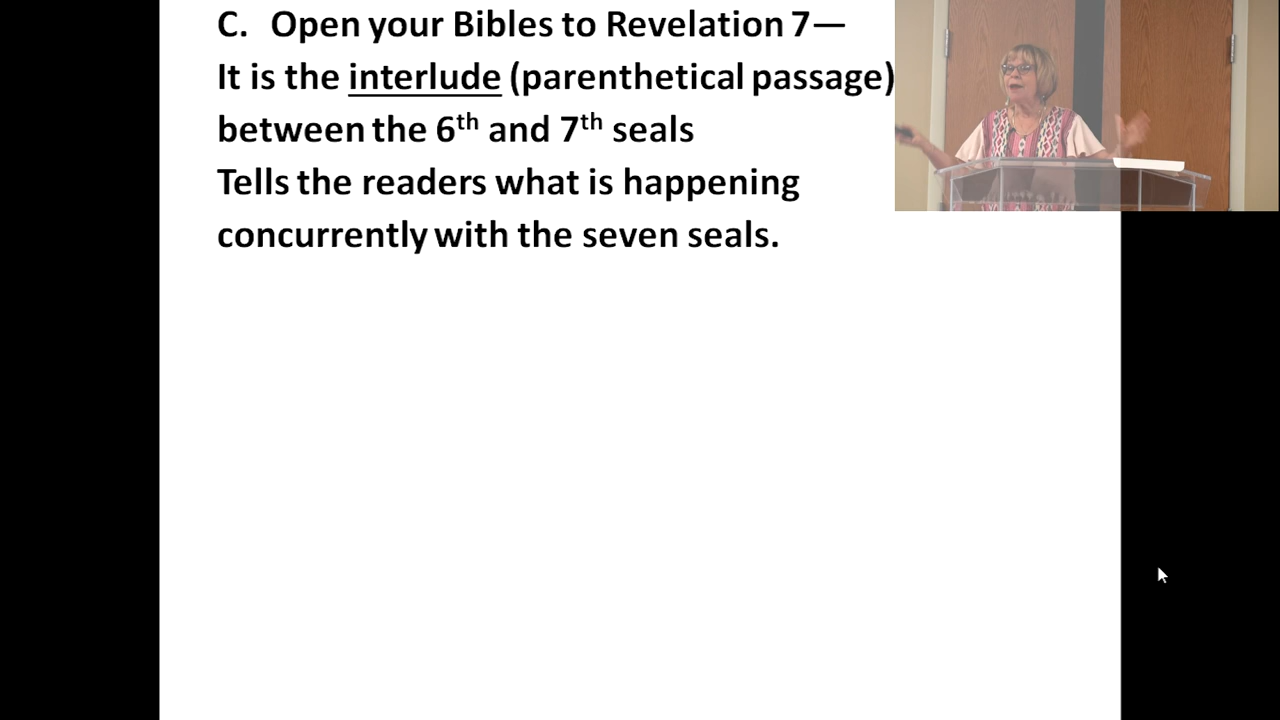 C. Open your Bibles to Revelation 7—
It is the interlude (parenthetical passage)
between the 6th and 7th seals
Tells the readers what is happening
concurrently with the seven seals.